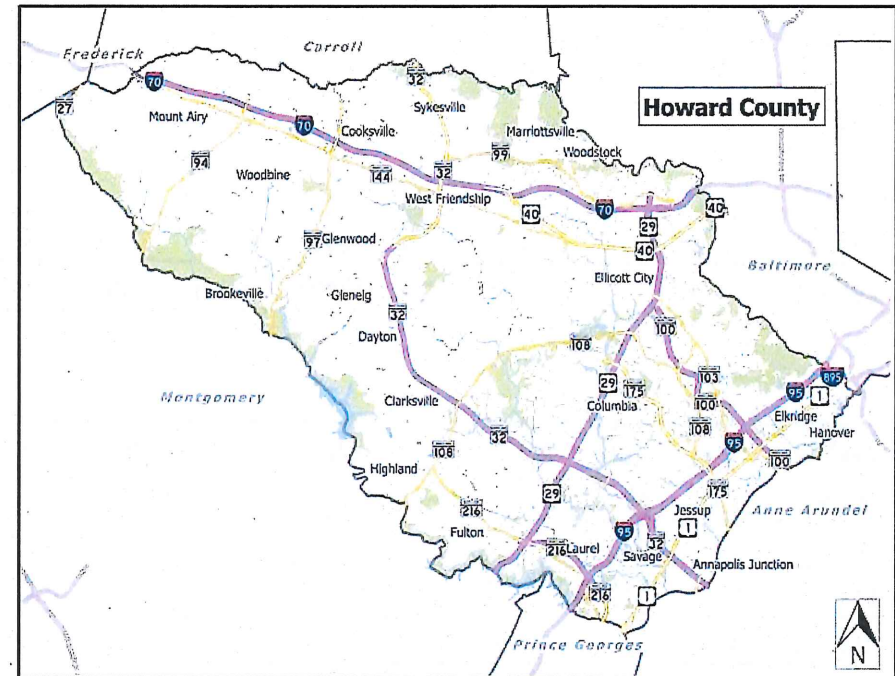 Frederick
Carroll
Howard County
70
32
27
Mount Airy
Sykesville
70
Cooksville
Marriottsville
99
Woodstock
94
Woodbine
144
32
West Friendship
40
70
40
29
97
Glenwood
40
Ellicott City
Baltimore
Brookeville
Glenelg
32
Dayton
100
108
Montgomery
Clarksville
29
175
103
95
895
1
Columbia
100
Elkridge
108
32
108
95
Hanover
Highland
100
29
175
216
Jessup
Anne Arundel
Fulton
95
1
216
Laurel
Savage
32
Annapolis Junction
216
1
Prince Georges
N